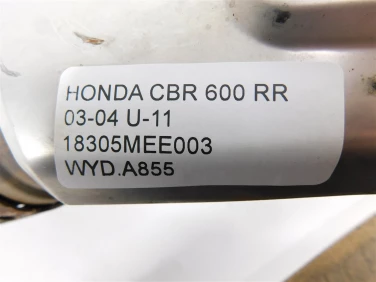 HONDA CBR 600 RR
03-04 U-11
18305MEE003
WYD.A855